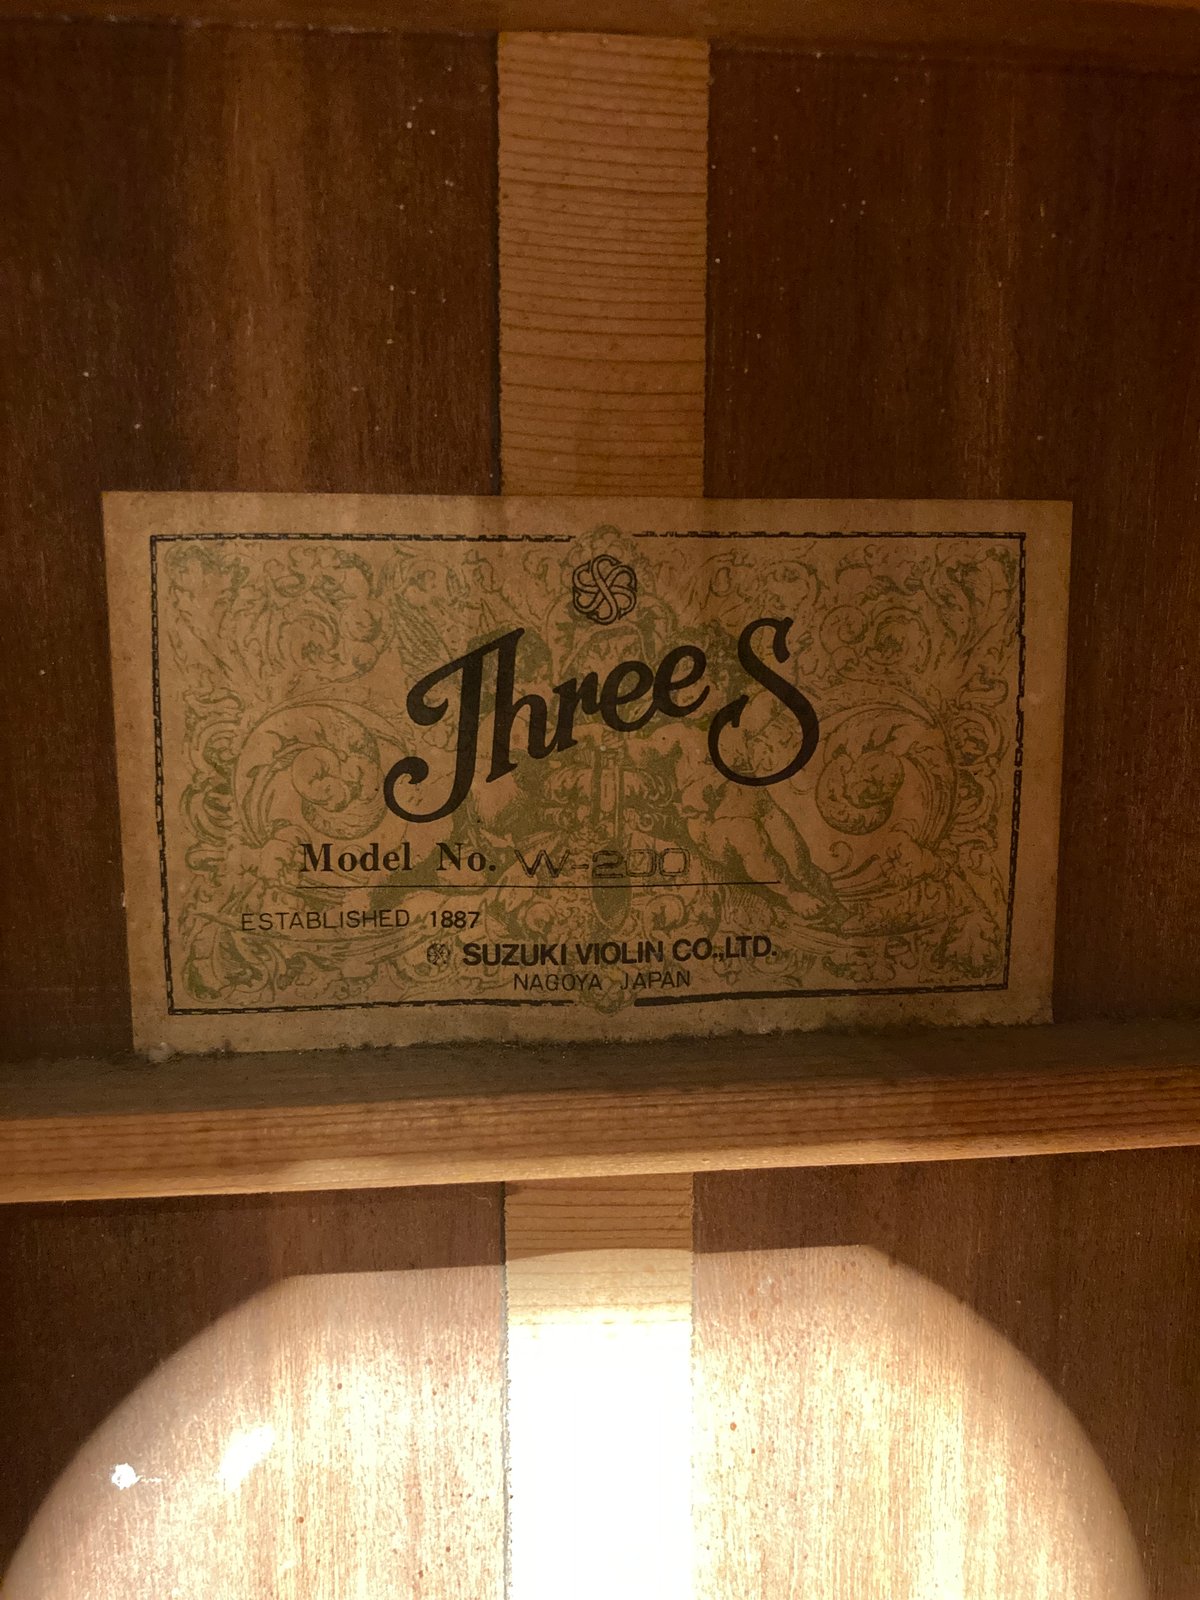 Three S
Model No. W-200
ESTABLISHED 1887
SUZUKI VIOLIN CO.,LTD.
NAGOYA JAPAN